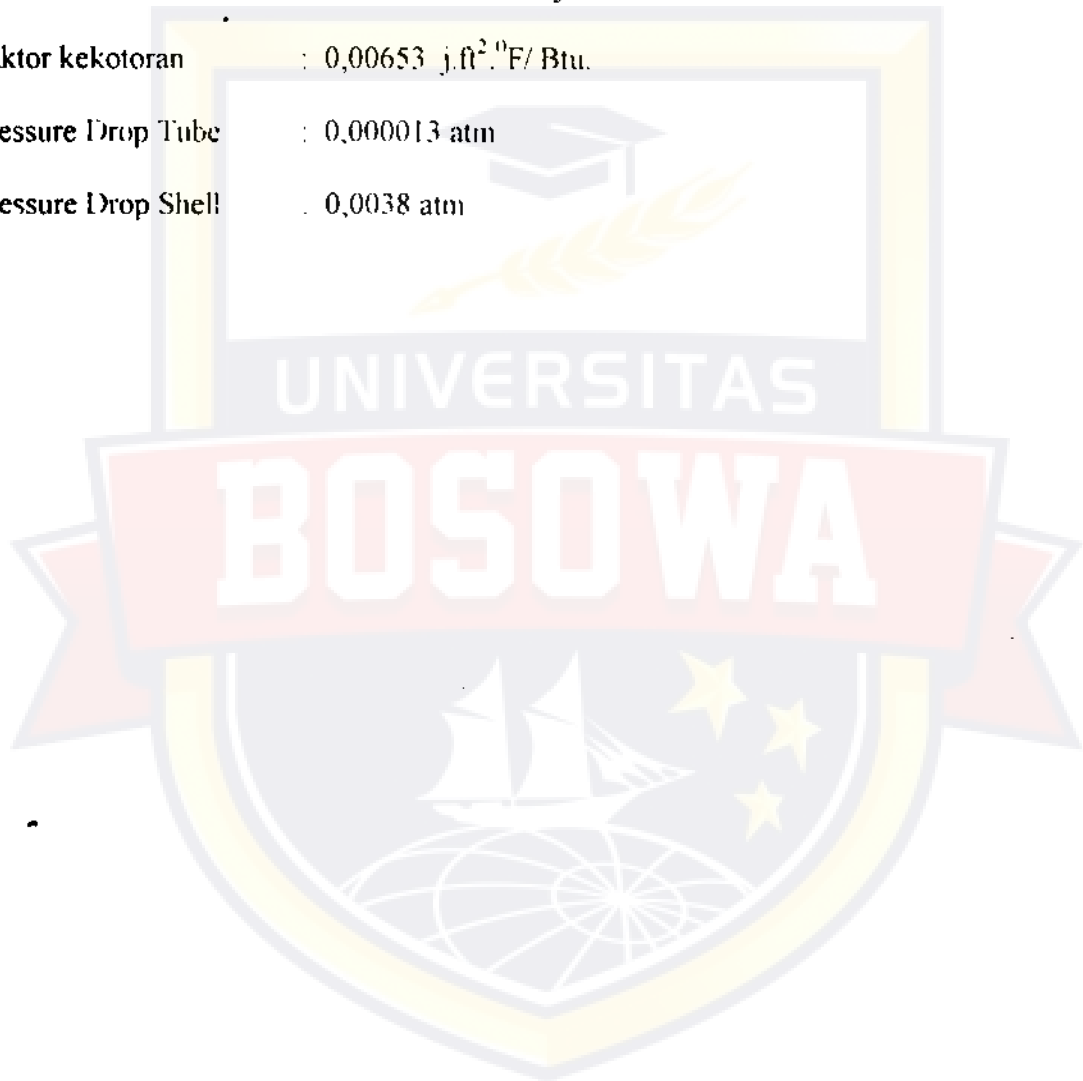 ktor kekotoran : 0,00653 j.ft².⁰F/ Btu.
essure Drop Tube : 0,000013 atm
essure Drop Shell : 0,0038 atm
UNIVERSITAS
BOSOWA